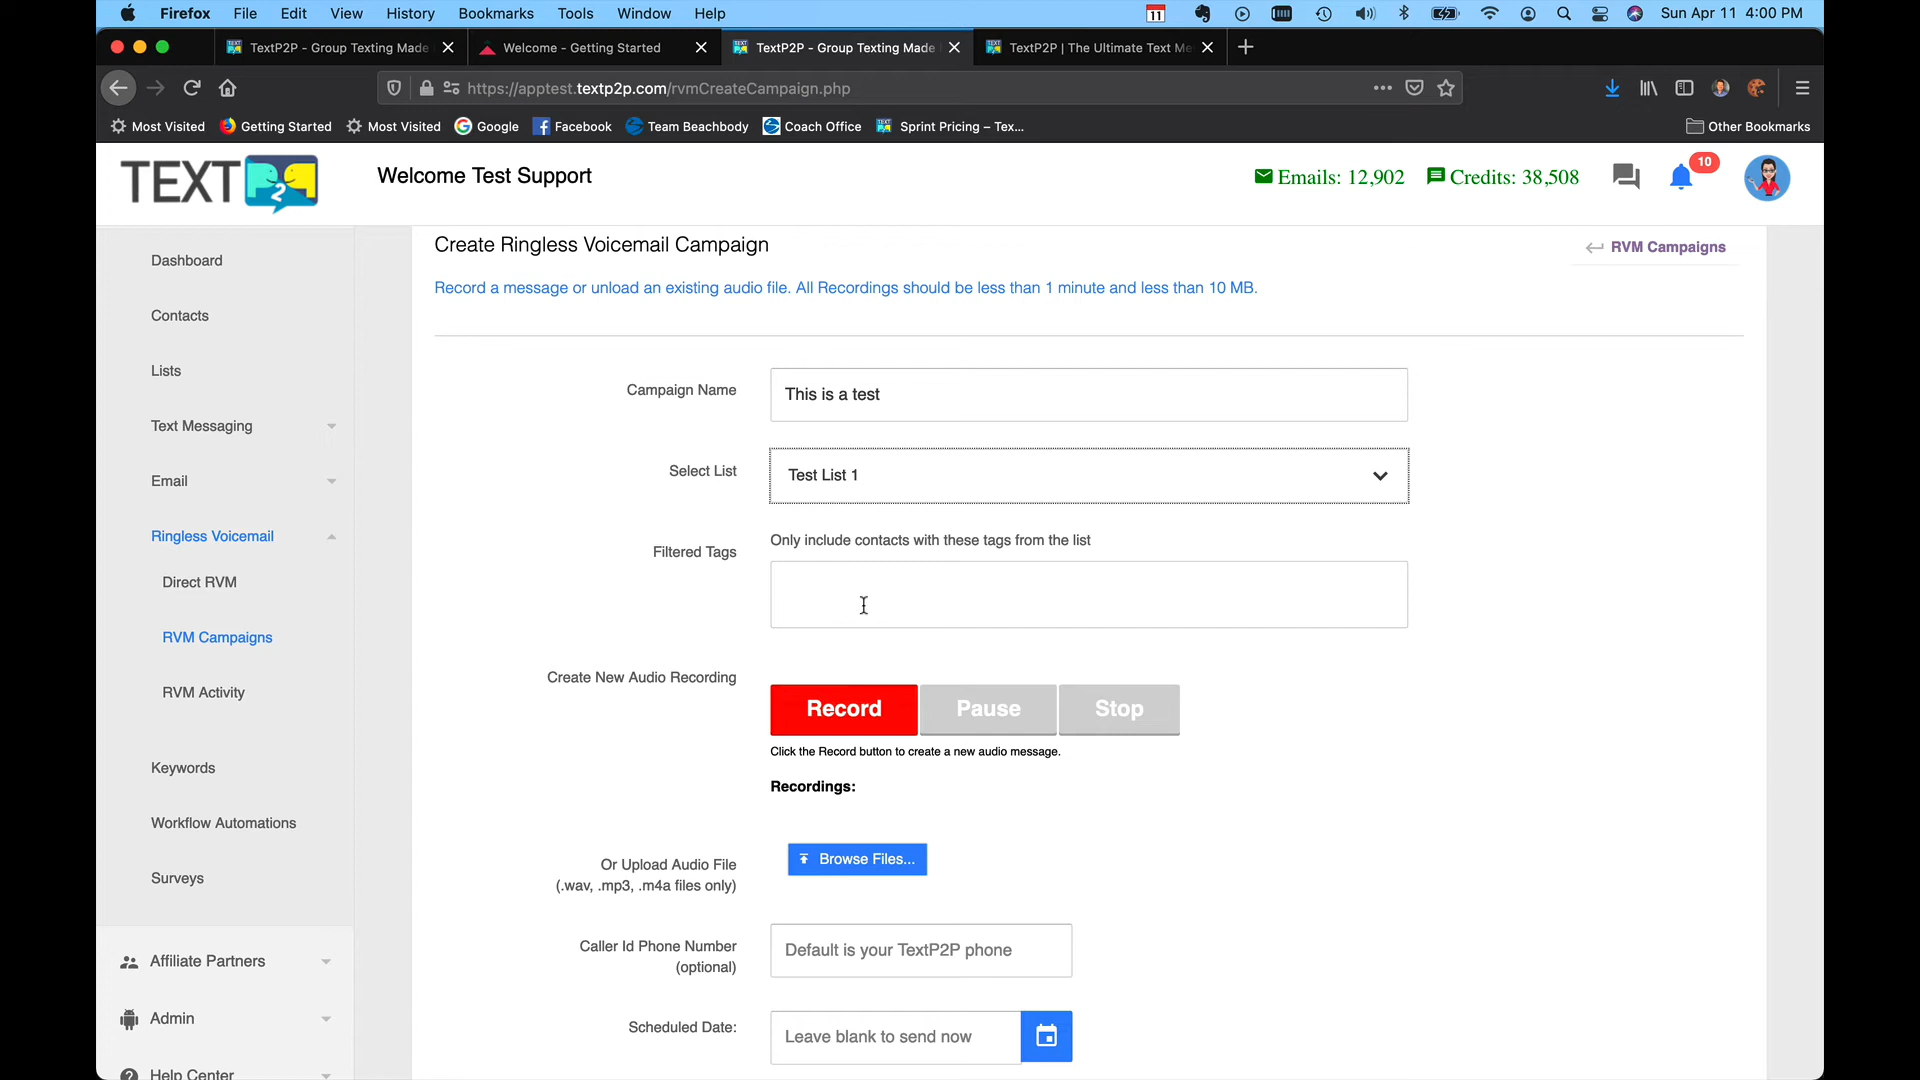 Firefox File Edit View History Bookmarks Tools Window Help 11 Sun Apr 11 4:00 PM
TextP2P - Group Texting Made Welcome - Getting Started TextP2P - Group Texting Made TextP2P | The Ultimate Text Me
https://apptest.textp2p.com/rvmCreateCampaign.php
Most Visited Getting Started Most Visited Google Facebook Team Beachbody Coach Office Sprint Pricing – Tex... Other Bookmarks
TEXT P2P
Welcome Test Support
Emails: 12,902 Credits: 38,508 10
Dashboard
Contacts
Lists
Text Messaging
Email
Ringless Voicemail
Direct RVM
RVM Campaigns
RVM Activity
Keywords
Workflow Automations
Surveys
Affiliate Partners
Admin
Help Center
Create Ringless Voicemail Campaign
RVM Campaigns
Record a message or unload an existing audio file. All Recordings should be less than 1 minute and less than 10 MB.
Campaign Name This is a test
Select List Test List 1
Only include contacts with these tags from the list
Filtered Tags
Create New Audio Recording
Record Pause Stop
Click the Record button to create a new audio message.
Recordings:
Or Upload Audio File Browse Files...
(.wav, .mp3, .m4a files only)
Caller Id Phone Number Default is your TextP2P phone
(optional)
Scheduled Date: Leave blank to send now